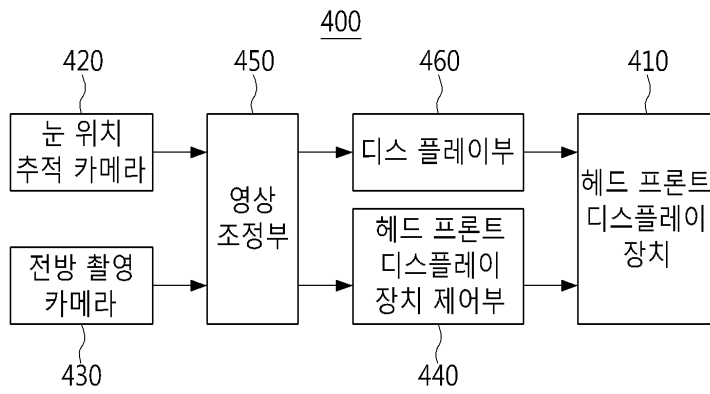 400
420
450
460
410
눈 위치
추적 카메라
영상
조정부
디스 플레이부
헤드 프론트
디스플레이
장치
전방 촬영
카메라
헤드 프론트
디스플레이
장치 제어부
430
440